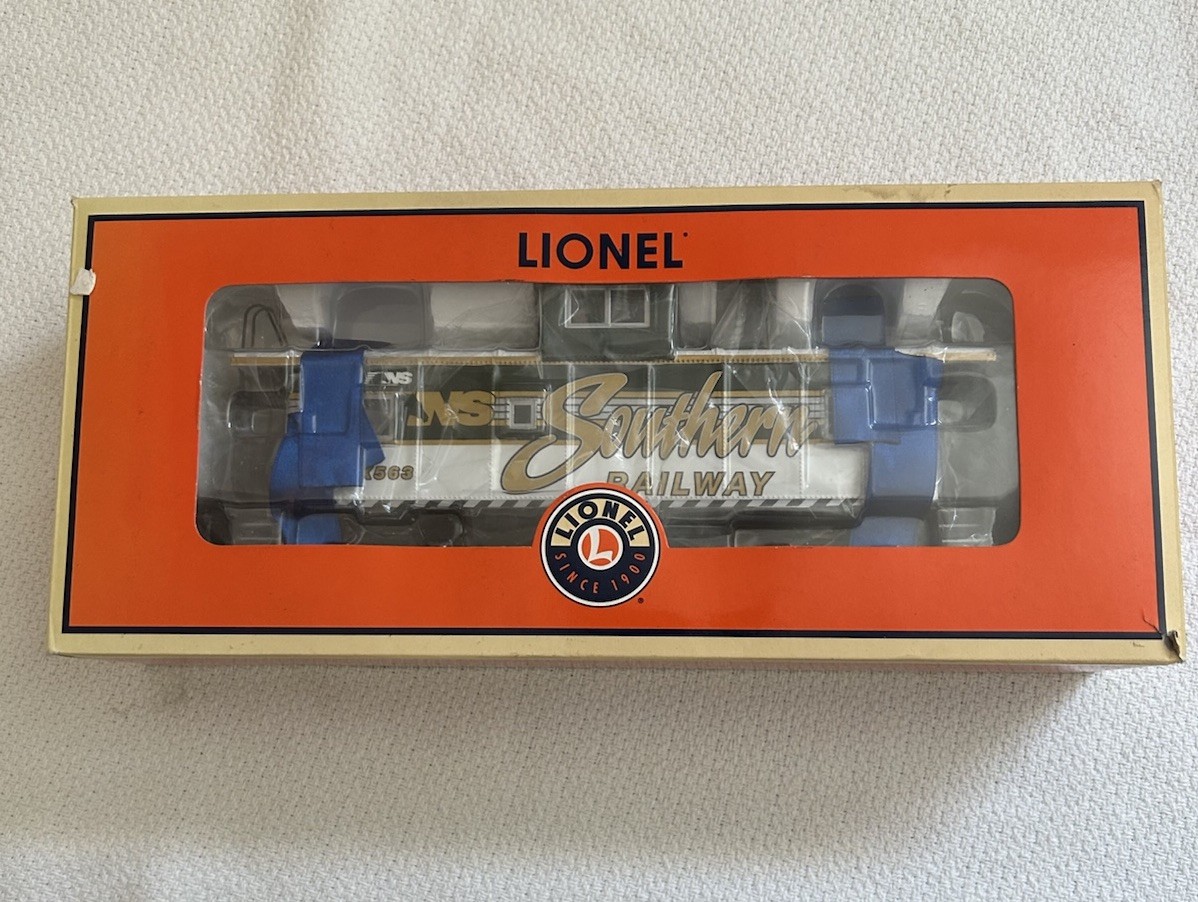 LIONEL
NS
NS
Southern
RAILWAY
X563
LIONEL
L
SINCE 1900